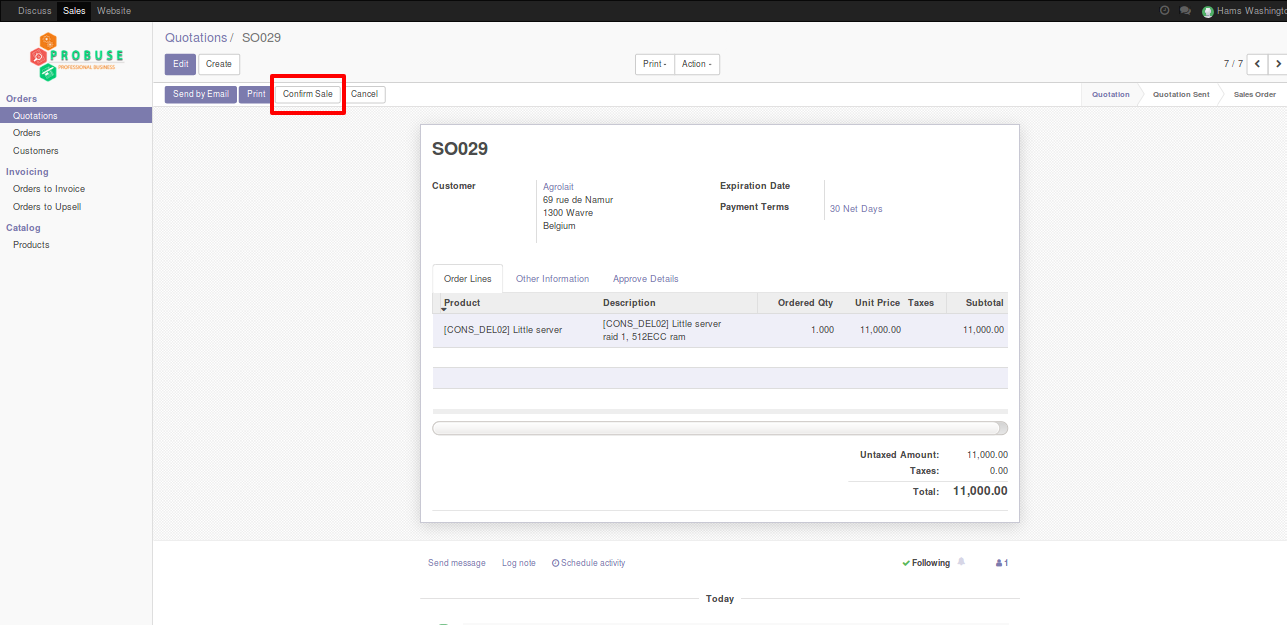 Discuss Sales Website Hams Washingto
PROBUSE
PROFESSIONAL BUSINESS
Quotations / SO029
Edit Create Print Action 7 / 7
Send by Email Print Confirm Sale Cancel Quotation Quotation Sent Sales Order
Orders
Quotations
Orders
Customers
Invoicing
Orders to Invoice
Orders to Upsell
Catalog
Products
SO029
Customer
Agrolait
69 rue de Namur
1300 Wavre
Belgium
Expiration Date
Payment Terms 30 Net Days
Order Lines Other Information Approve Details
Product Description Ordered Qty Unit Price Taxes Subtotal
[CONS_DEL02] Little server [CONS_DEL02] Little server 1.000 11,000.00 11,000.00
raid 1, 512ECC ram
Untaxed Amount: 11,000.00
Taxes: 0.00
Total: 11,000.00
Send message Log note Schedule activity Following 1
Today